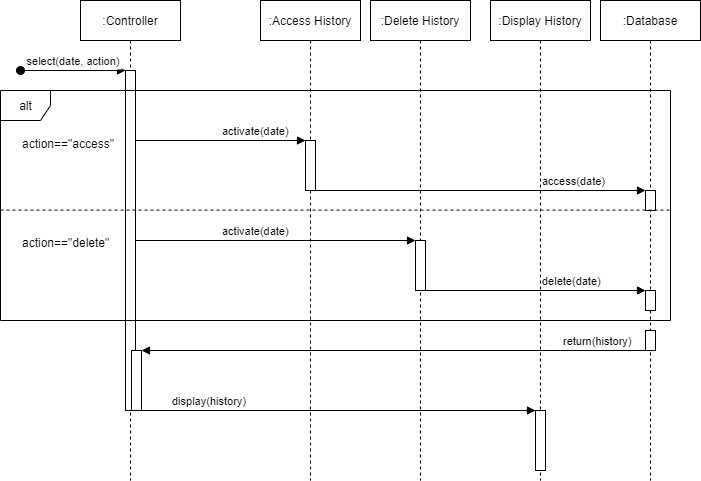 :Controller
:Access History
:Delete History
:Display History
:Database
select(date, action)
alt
activate(date)
action=="access"
access(date)
activate(date)
action=="delete"
delete(date)
return(history)
display(history)